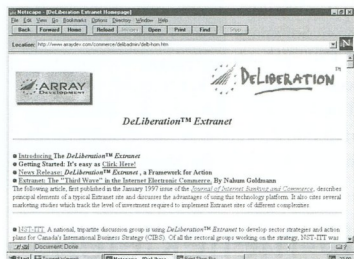 Netscape - [DeLiberation Extranet Homepage]
File Edit View Go Bookmarks Options Directory Window Help
Back Forward Home Reload Open Print Find Stop
Location: http://www.arraydev.com/commerce/delibadmin/delib-hom.htm
ARRAY
Development
DELIBERATION
TM
DeLiberation™ Extranet
Introducing The DeLiberation™ Extranet
Getting Started: It's easy as Click Here!
News Release: DeLiberation™ Extranet, a Framework for Action
Extranet: The "Third Wave" in the Internet Electronic Commerce, By Nahum Goldmann
The following article, first published in the January 1997 issue of the Journal of Internet Banking and Commerce, describes
principal elements of a typical Extranet site and discusses the advantages of using this technology platform. It also cites several
marketing studies which track the level of investment required to implement Extranet sites of different complexities.
NST-ITT: A national, tripartite discussion group is using DeLiberation™ Extranet to develop sector strategies and action
plans for Canada's International Business Strategy (CIBS). Of all the sectoral groups working on the strategy, NST-ITT was
Document Done